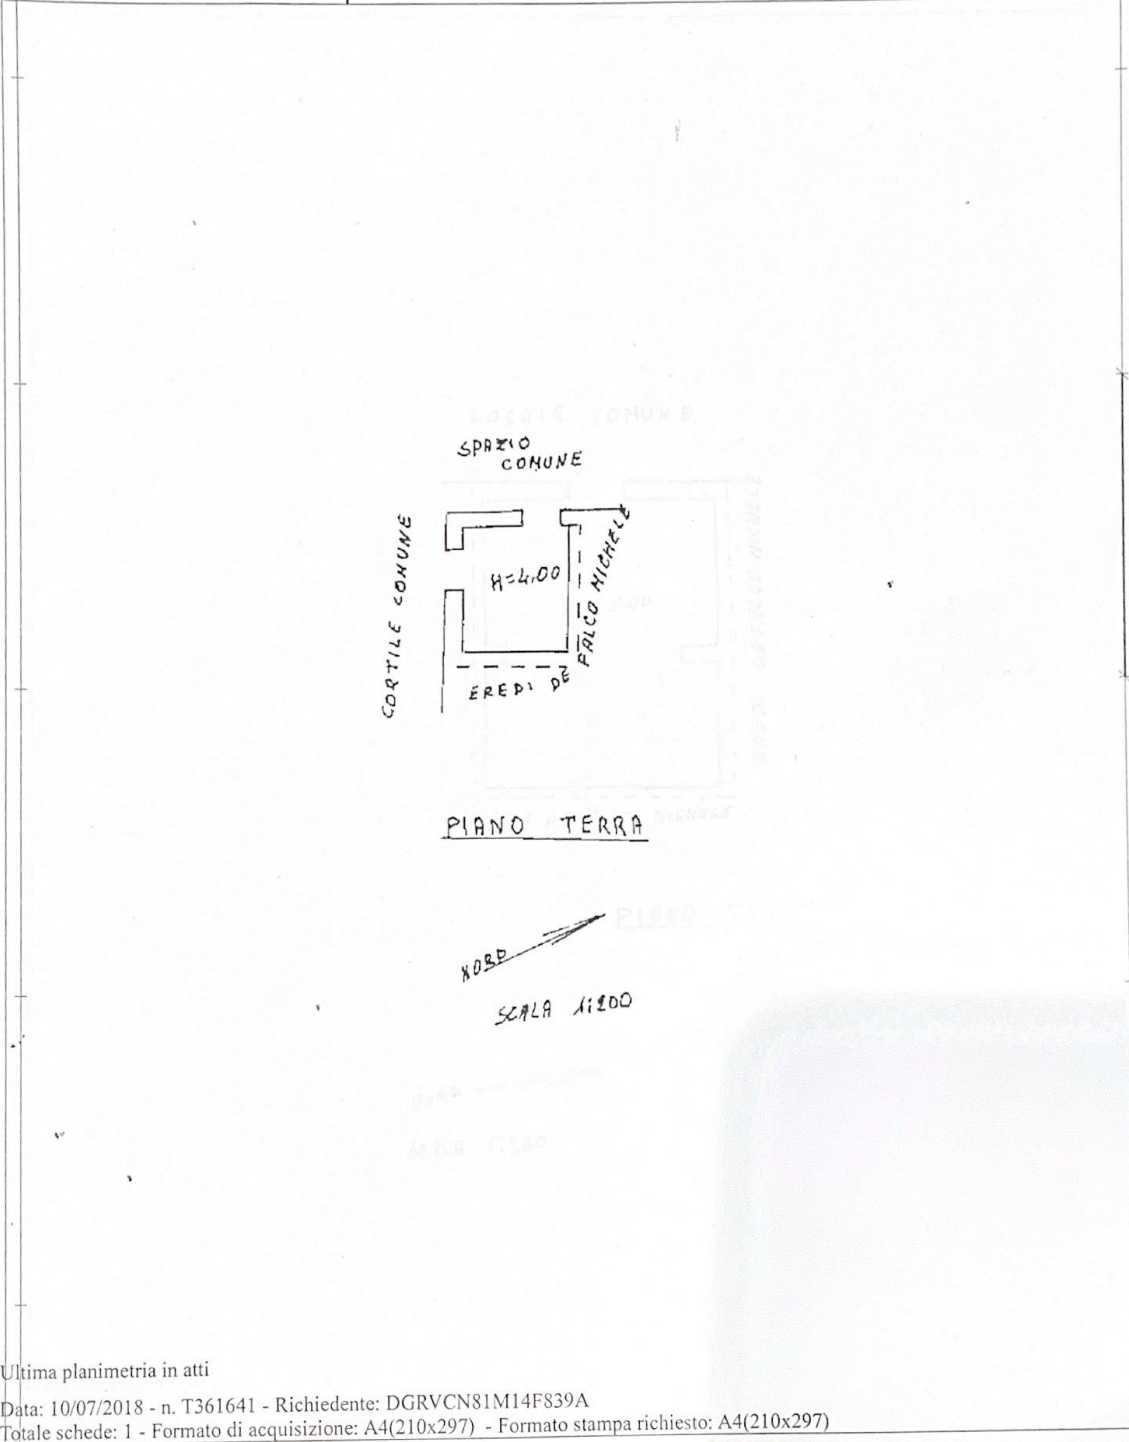 SPAZIO
COMUNE
CORTILE COMUNE
H=4,00
EREDI DE FALCO MICHELE
PIANO TERRA
NORD
SCALA 1:200
Ultima planimetria in atti
Data: 10/07/2018 - n. T361641 - Richiedente: DGRVCN81M14F839A
Totale schede: 1 - Formato di acquisizione: A4(210x297) - Formato stampa richiesto: A4(210x297)